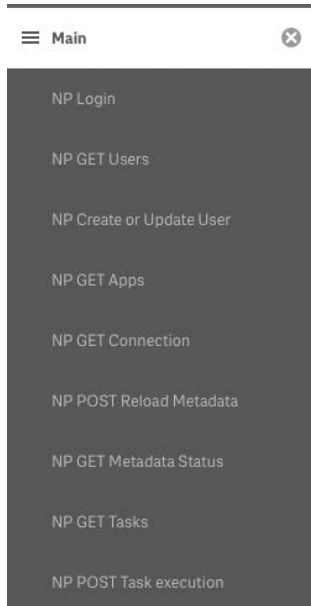 Main
NP Login
NP GET Users
NP Create or Update User
NP GET Apps
NP GET Connection
NP POST Reload Metadata
NP GET Metadata Status
NP GET Tasks
NP POST Task execution